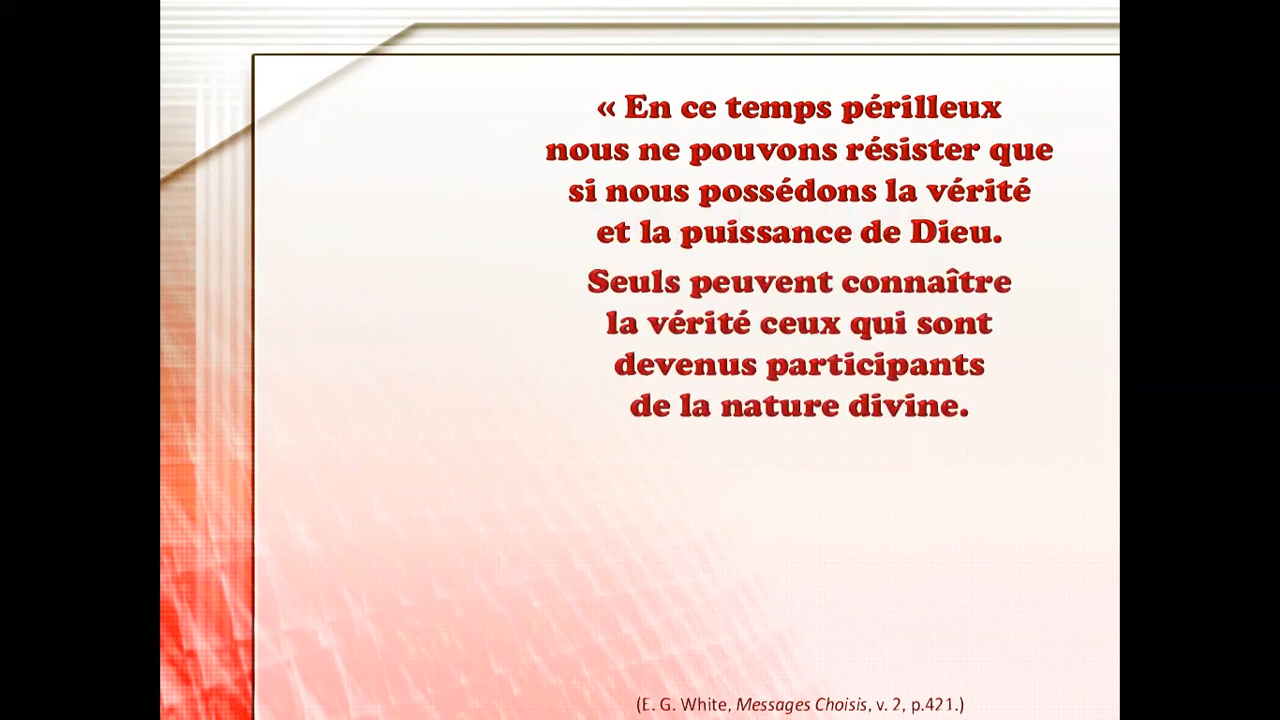 « En ce temps périlleux
nous ne pouvons résister que
si nous possédons la vérité
et la puissance de Dieu.
Seuls peuvent connaître
la vérité ceux qui sont
devenus participants
de la nature divine.
(E. G. White, Messages Choisis, v. 2, p.421.)